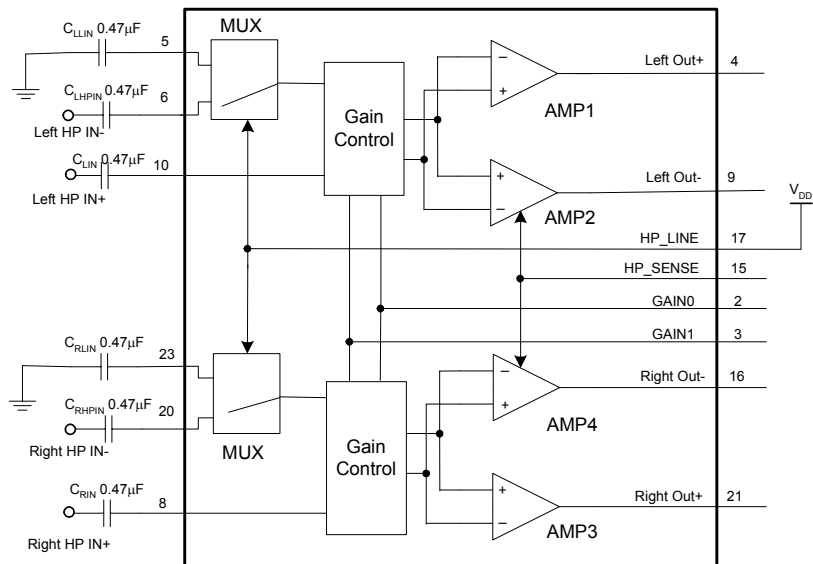 MUX
C_LLIN 0.47µF
5
C_LHPIN 0.47µF
6
Left HP IN-
C_LIN 0.47µF
10
Left HP IN+
Gain
Control
−
+
AMP1
Left Out+
4
+
−
AMP2
Left Out-
9
V_DD
HP_LINE
17
HP_SENSE
15
GAIN0
2
GAIN1
3
C_RLIN 0.47µF
23
C_RHPIN 0.47µF
20
Right HP IN-
MUX
C_RIN 0.47µF
8
Right HP IN+
Gain
Control
−
+
AMP4
Right Out-
16
+
−
AMP3
Right Out+
21